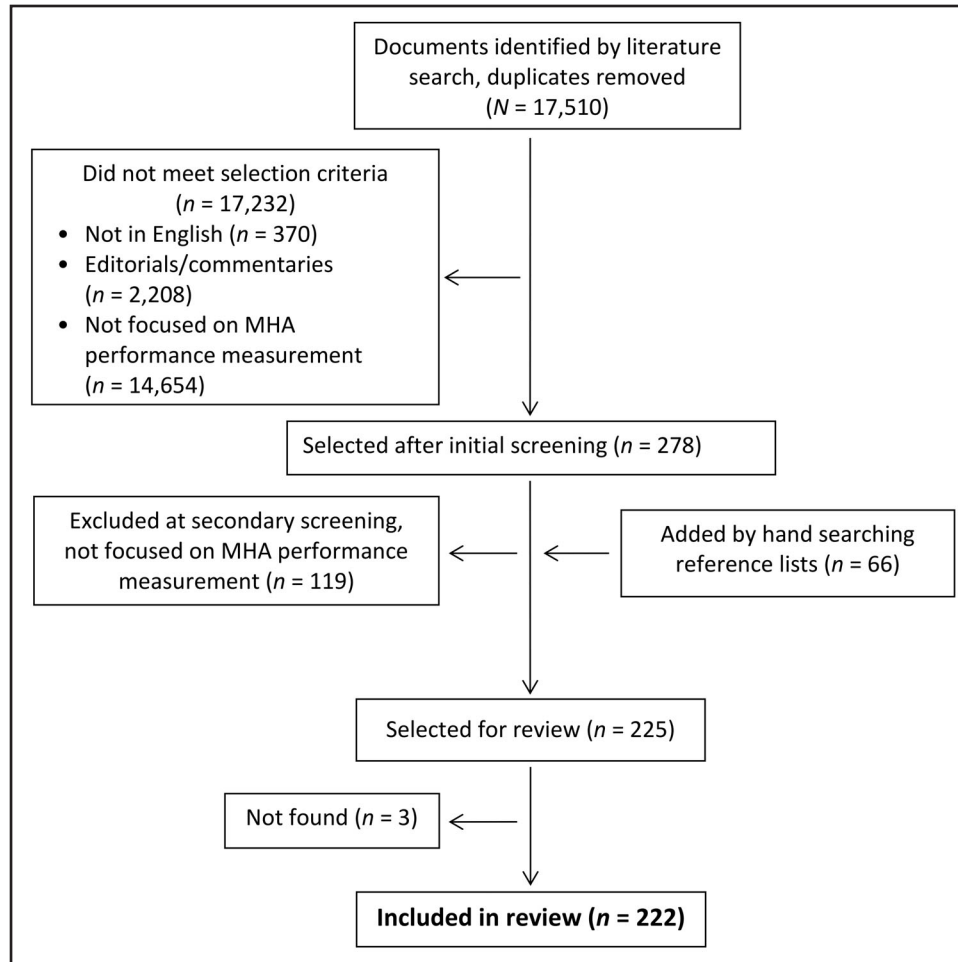 Documents identified by literature
search, duplicates removed
(N = 17,510)
Did not meet selection criteria
(n = 17,232)
• Not in English (n = 370)
• Editorials/commentaries
(n = 2,208)
• Not focused on MHA
performance measurement
(n = 14,654)
Selected after initial screening (n = 278)
Excluded at secondary screening,
not focused on MHA performance
measurement (n = 119)
Added by hand searching
reference lists (n = 66)
Selected for review (n = 225)
Not found (n = 3)
Included in review (n = 222)